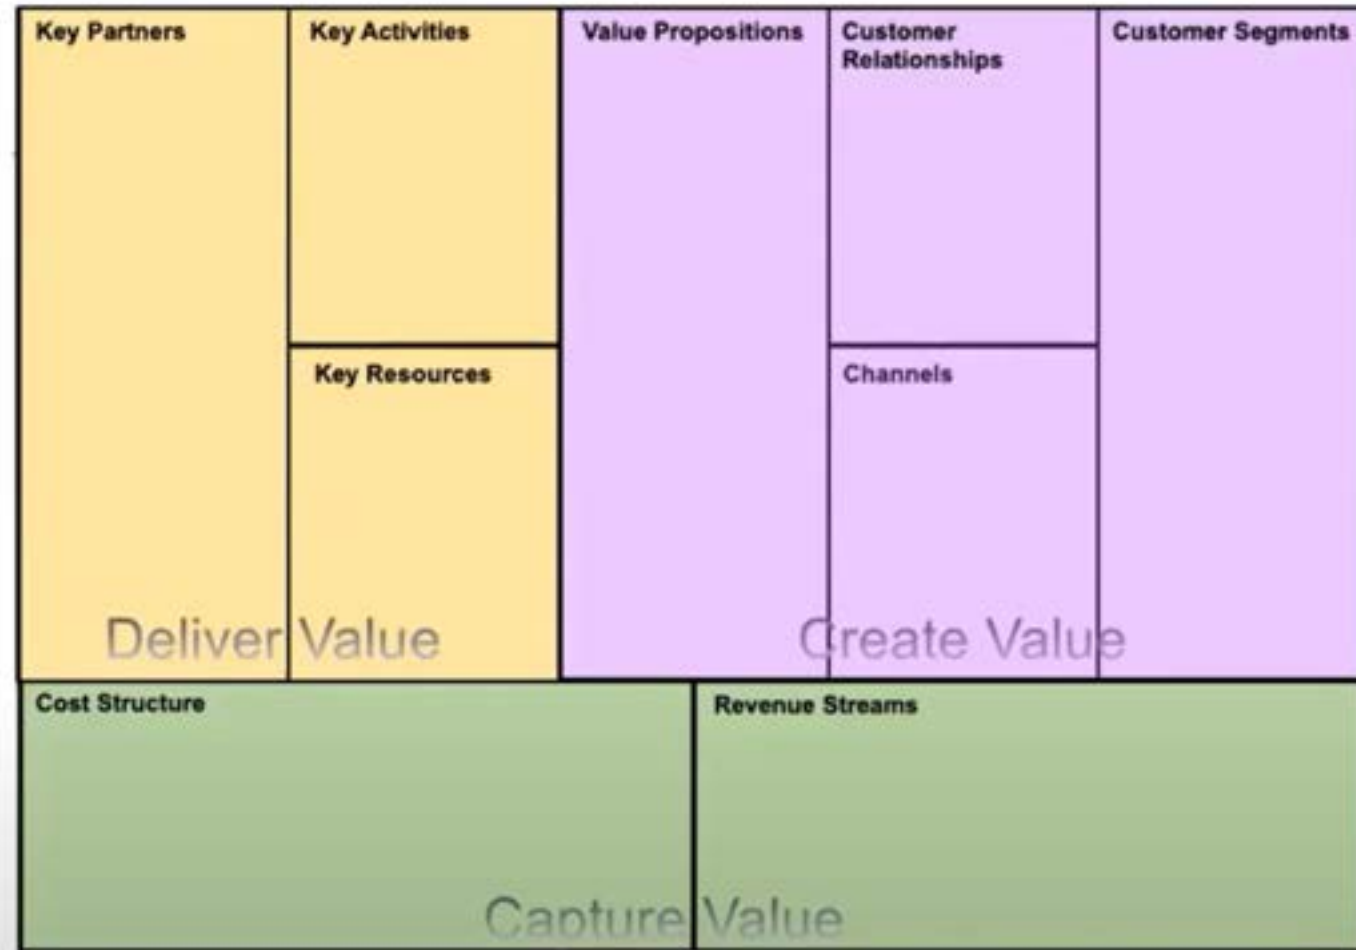 Key Partners
Key Activities
Value Propositions
Customer
Relationships
Customer Segments
Key Resources
Channels
Deliver Value
Create Value
Cost Structure
Revenue Streams
Capture Value